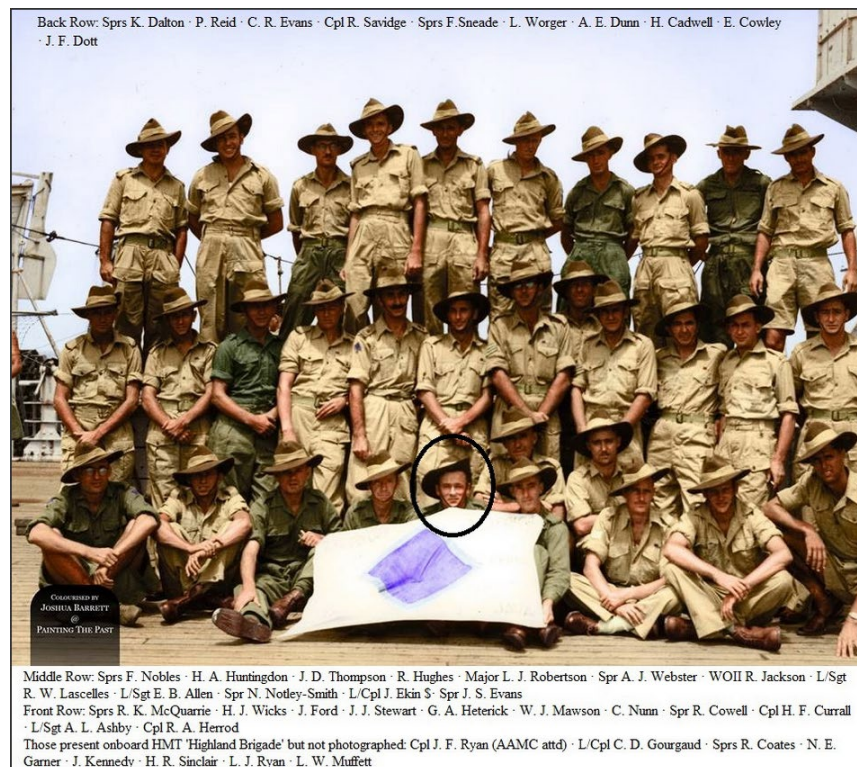 Back Row: Sprs K. Dalton · P. Reid · C. R. Evans · Cpl R. Savidge · Sprs F.Sneade · L. Worger · A. E. Dunn · H. Cadwell · E. Cowley
· J. F. Dott
COLOURISED BY
JOSHUA BARRETT
@
PAINTING THE PAST
Middle Row: Sprs F. Nobles · H. A. Huntingdon · J. D. Thompson · R. Hughes · Major L. J. Robertson · Spr A. J. Webster · WOII R. Jackson · L/Sgt
R. W. Lascelles · L/Sgt E. B. Allen · Spr N. Notley-Smith · L/Cpl J. Ekin $· Spr J. S. Evans
Front Row: Sprs R. K. McQuarrie · H. J. Wicks · J. Ford · J. J. Stewart · G. A. Heterick · W. J. Mawson · C. Nunn · Spr R. Cowell · Cpl H. F. Currall
· L/Sgt A. L. Ashby · Cpl R. A. Herrod
Those present onboard HMT 'Highland Brigade' but not photographed: Cpl J. F. Ryan (AAMC attd) · L/Cpl C. D. Gourgaud · Sprs R. Coates · N. E.
Garner · J. Kennedy · H. R. Sinclair · L. J. Ryan · L. W. Muffett